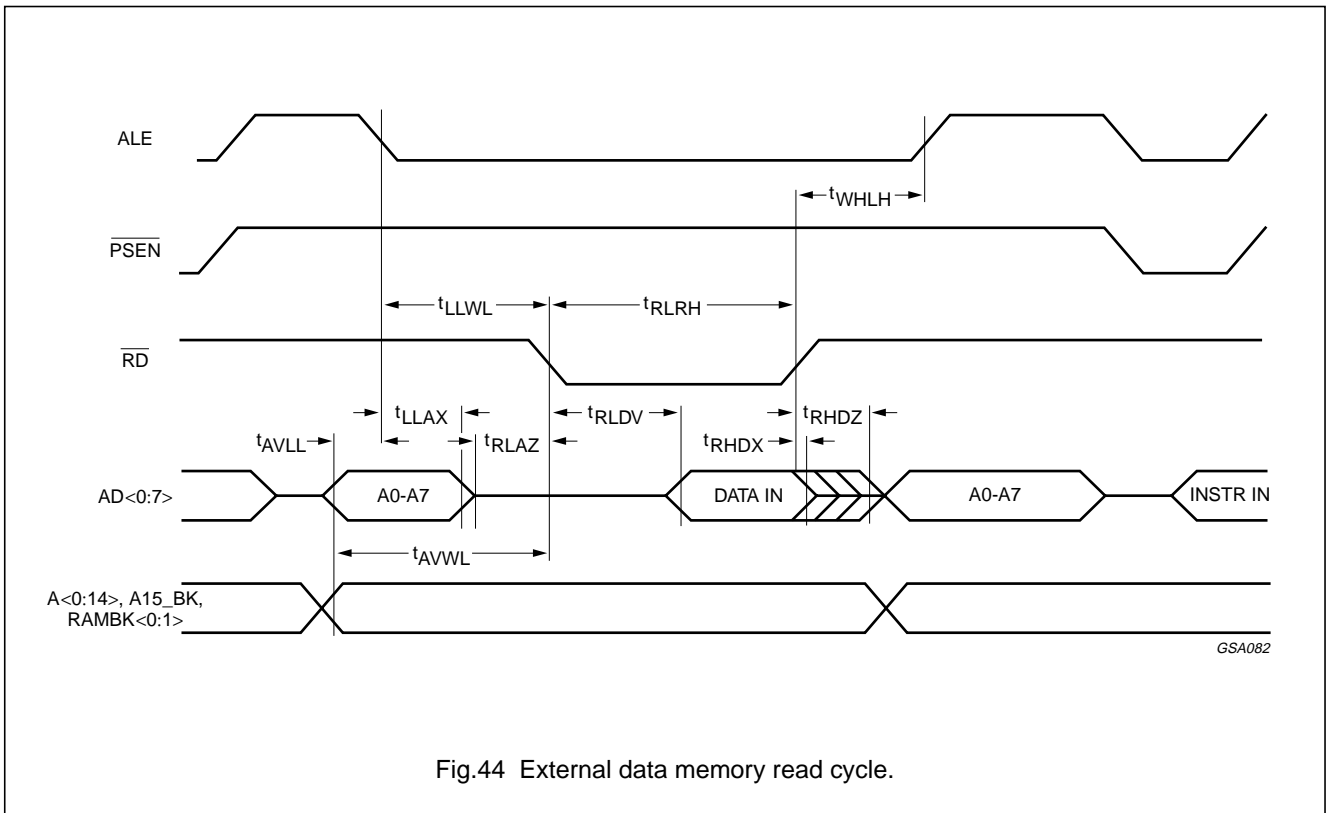 ALE
tWHLH
PSEN
tLLWL
tRLRH
RD
tLLAX
tRLDV
tRHDZ
tAVLL
tRLAZ
tRHDX
AD<0:7>
A0-A7
DATA IN
A0-A7
INSTR IN
tAVWL
A<0:14>, A15_BK,
RAMBK<0:1>
GSA082
Fig.44 External data memory read cycle.